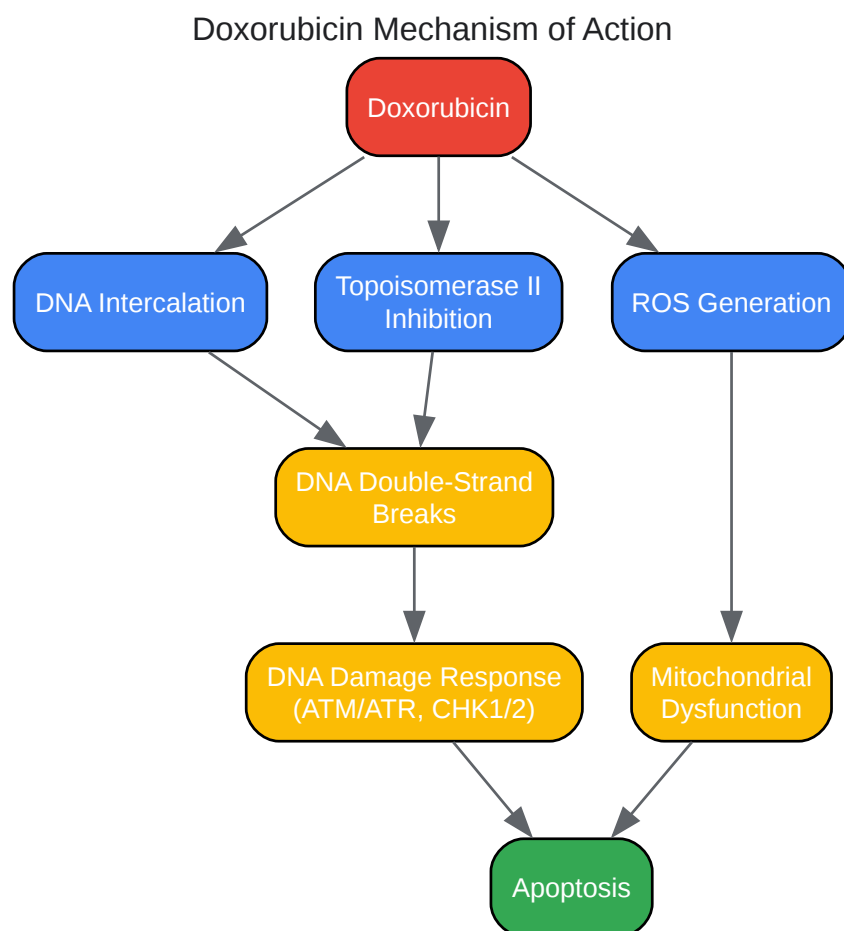 Doxorubicin Mechanism of Action
Doxorubicin
DNA Intercalation
Topoisomerase II
Inhibition
ROS Generation
DNA Double-Strand
Breaks
DNA Damage Response
(ATM/ATR, CHK1/2)
Mitochondrial
Dysfunction
Apoptosis